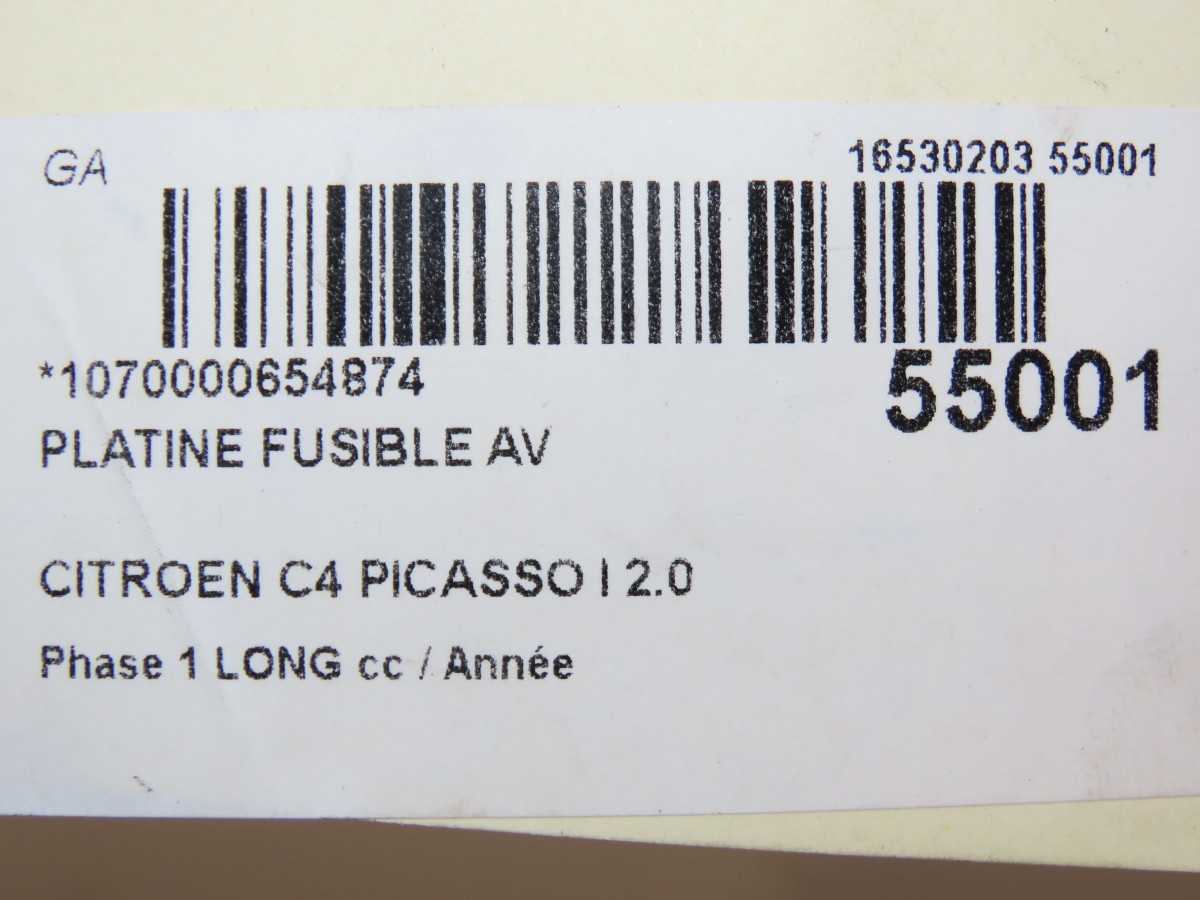 GA
16530203 55001
*1070000654874
55001
PLATINE FUSIBLE AV
CITROEN C4 PICASSO I 2.0
Phase 1 LONG cc / Année